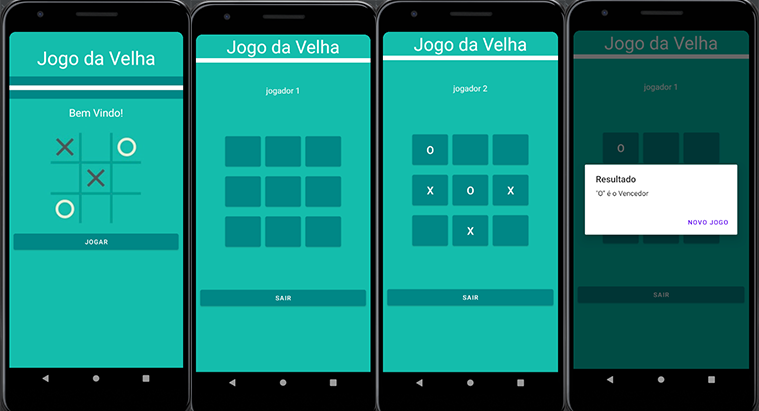 Jogo da Velha
Bem Vindo!
JOGAR
Jogo da Velha
jogador 1
SAIR
Jogo da Velha
jogador 2
O
X O X
X
SAIR
Jogo da Velha
jogador 1
O
Resultado
"O" é o Vencedor
NOVO JOGO
SAIR